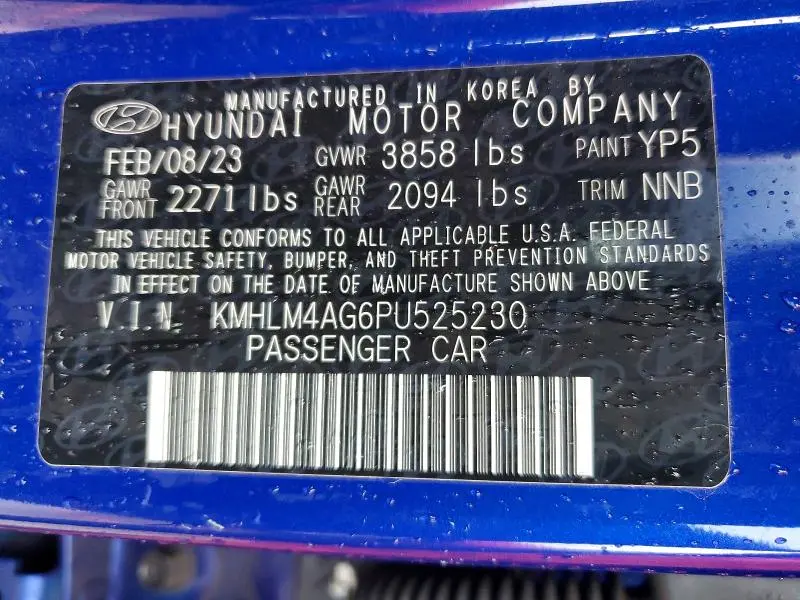 MANUFACTURED IN KOREA BY
HYUNDAI MOTOR COMPANY
FEB/08/23 GVWR 3858 lbs PAINT YP5
GAWR FRONT 2271 lbs GAWR REAR 2094 lbs TRIM NNB
THIS VEHICLE CONFORMS TO ALL APPLICABLE U.S.A. FEDERAL
MOTOR VEHICLE SAFETY, BUMPER, AND THEFT PREVENTION STANDARDS
IN EFFECT ON THE DATE OF MANUFACTURE SHOWN ABOVE
V.I.N KMHLM4AG6PU525230
PASSENGER CAR